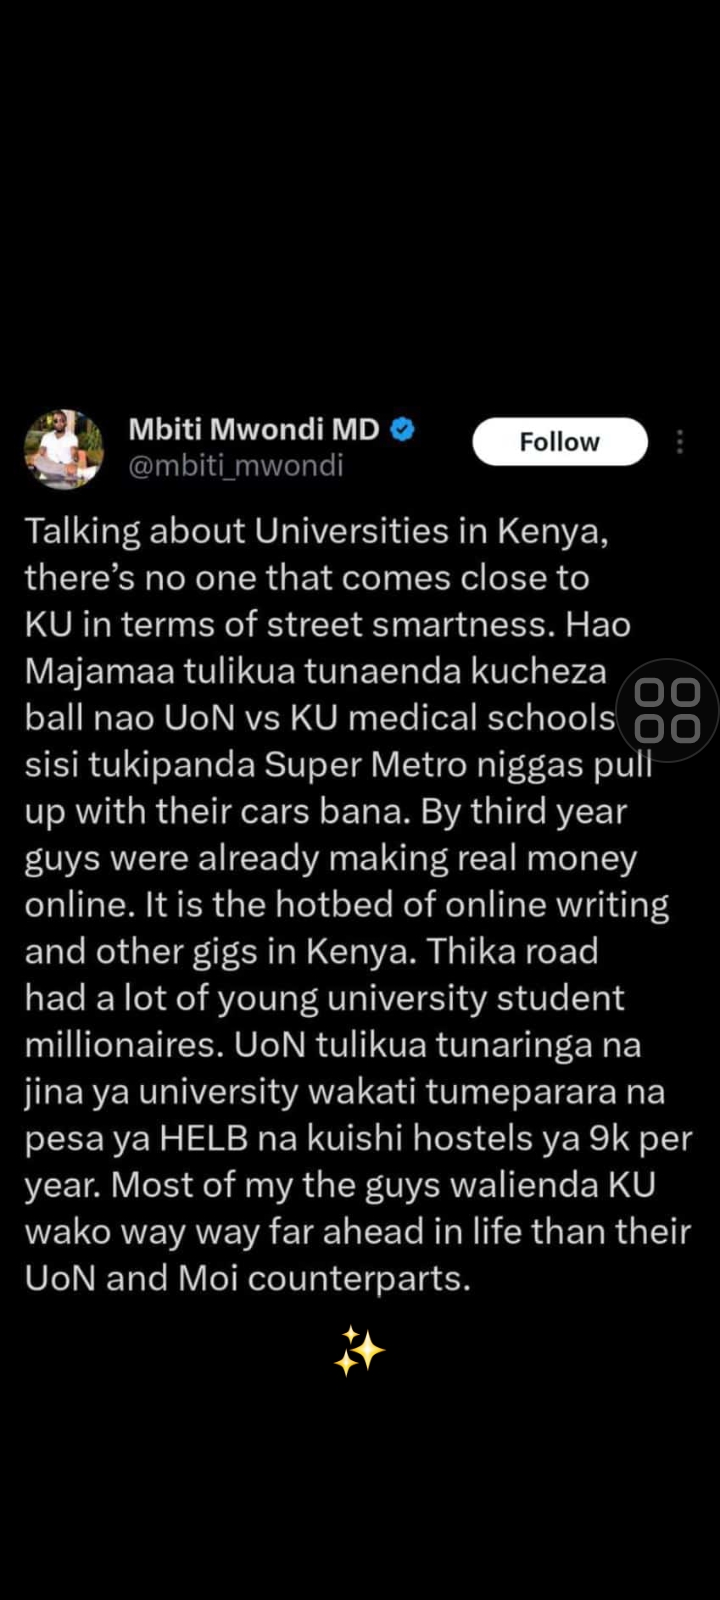 Mbiti Mwondi MD
@mbiti_mwondi
Follow
Talking about Universities in Kenya,
there’s no one that comes close to
KU in terms of street smartness. Hao
Majamaa tulikua tunaenda kucheza
ball nao UoN vs KU medical schools
sisi tukipanda Super Metro niggas pull
up with their cars bana. By third year
guys were already making real money
online. It is the hotbed of online writing
and other gigs in Kenya. Thika road
had a lot of young university student
millionaires. UoN tulikua tunaringa na
jina ya university wakati tumeparara na
pesa ya HELB na kuishi hostels ya 9k per
year. Most of my the guys walienda KU
wako way way far ahead in life than their
UoN and Moi counterparts.